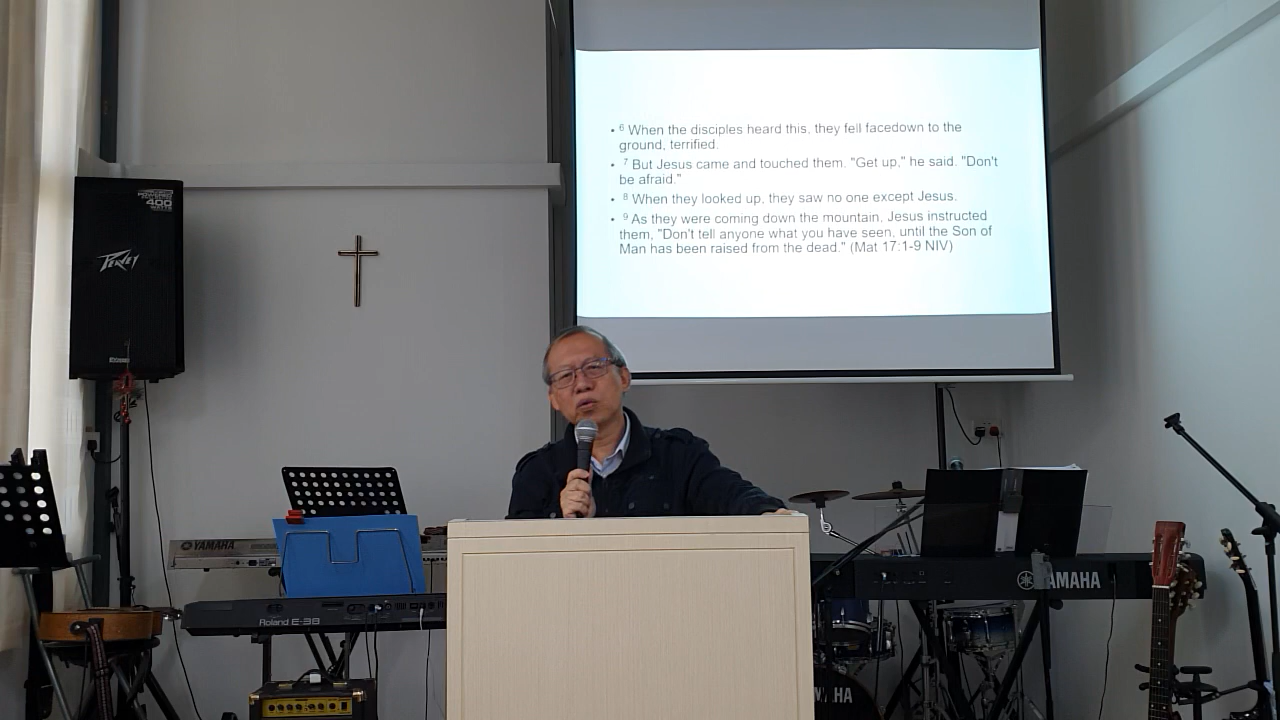 • ⁶ When the disciples heard this, they fell facedown to the
ground, terrified.
• ⁷ But Jesus came and touched them. "Get up," he said. "Don't
be afraid."
• ⁸ When they looked up, they saw no one except Jesus.
• ⁹ As they were coming down the mountain, Jesus instructed
them, "Don't tell anyone what you have seen, until the Son of
Man has been raised from the dead." (Mat 17:1-9 NIV)
POWERED
400
WATTS
PEAVEY
YAMAHA
Roland E-38
YAMAHA
MAHA